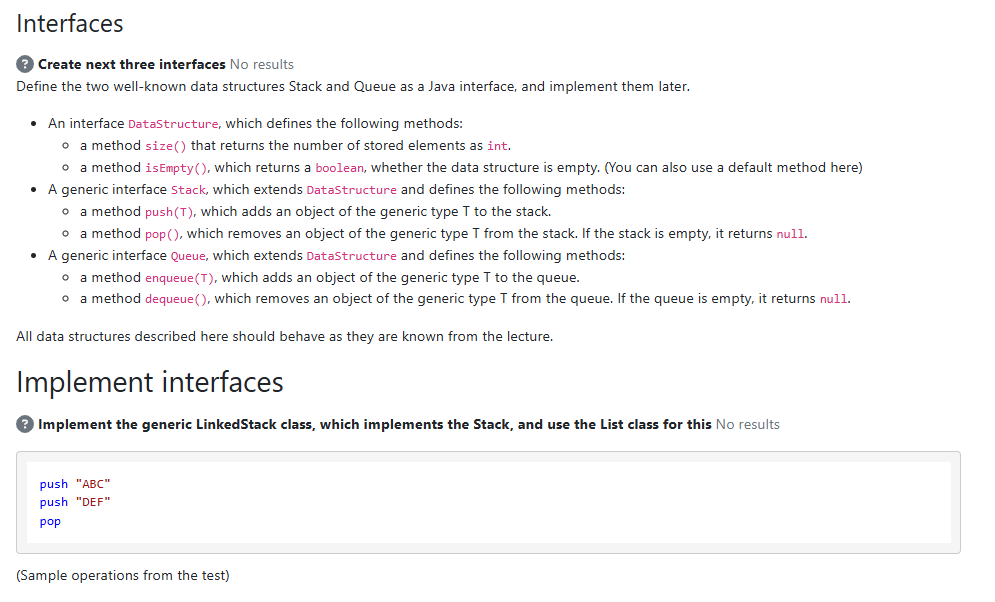 Interfaces
? Create next three interfaces No results
Define the two well-known data structures Stack and Queue as a Java interface, and implement them later.
• An interface DataStructure, which defines the following methods:
◦ a method size() that returns the number of stored elements as int.
◦ a method isEmpty(), which returns a boolean, whether the data structure is empty. (You can also use a default method here)
• A generic interface Stack, which extends DataStructure and defines the following methods:
◦ a method push(T), which adds an object of the generic type T to the stack.
◦ a method pop(), which removes an object of the generic type T from the stack. If the stack is empty, it returns null.
• A generic interface Queue, which extends DataStructure and defines the following methods:
◦ a method enqueue(T), which adds an object of the generic type T to the queue.
◦ a method dequeue(), which removes an object of the generic type T from the queue. If the queue is empty, it returns null.
All data structures described here should behave as they are known from the lecture.
Implement interfaces
? Implement the generic LinkedStack class, which implements the Stack, and use the List class for this No results
push "ABC"
push "DEF"
pop
(Sample operations from the test)